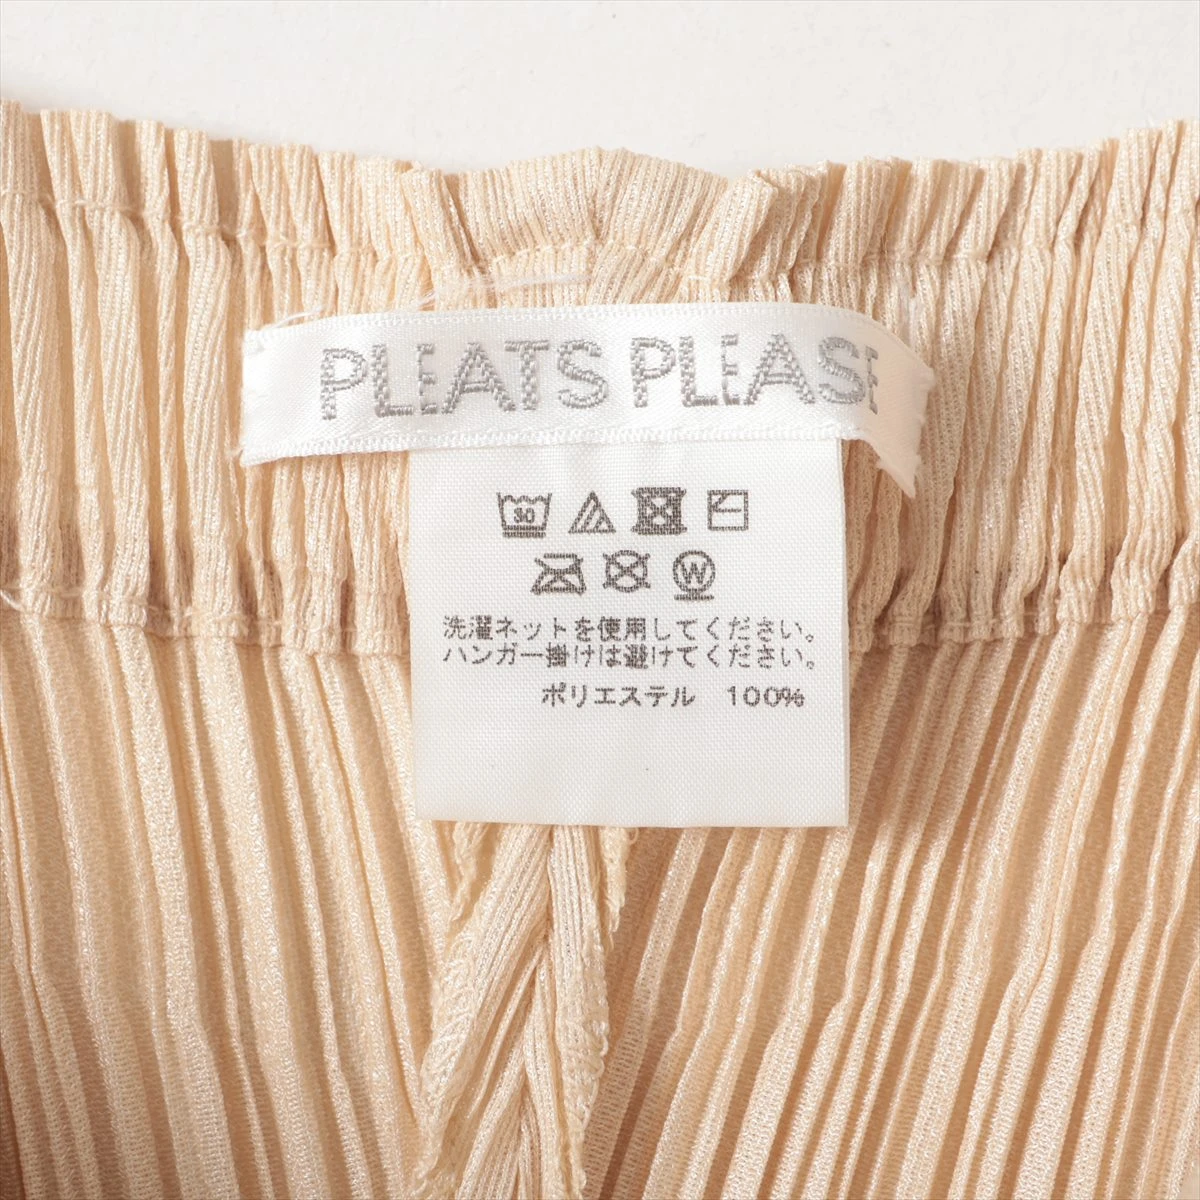 PLEATS PLEASE
30
W
洗濯ネットを使用してください。
ハンガー掛けは避けてください。
ポリエステル 100%